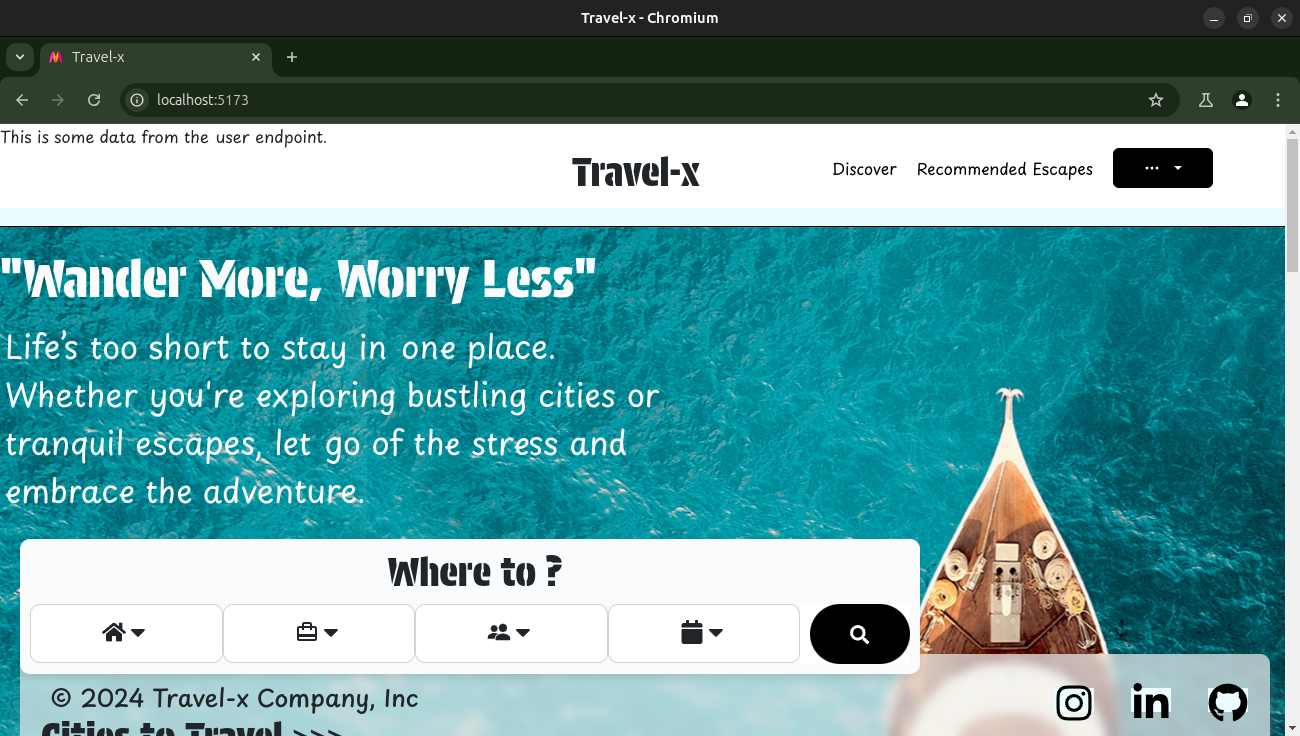 Travel-x - Chromium
Travel-x
localhost:5173
This is some data from the user endpoint.
Travel-x
Discover
Recommended Escapes
"Wander More, Worry Less"
Life’s too short to stay in one place.
Whether you're exploring bustling cities or
tranquil escapes, let go of the stress and
embrace the adventure.
Where to ?
© 2024 Travel-x Company, Inc
Cities to Travel >>>